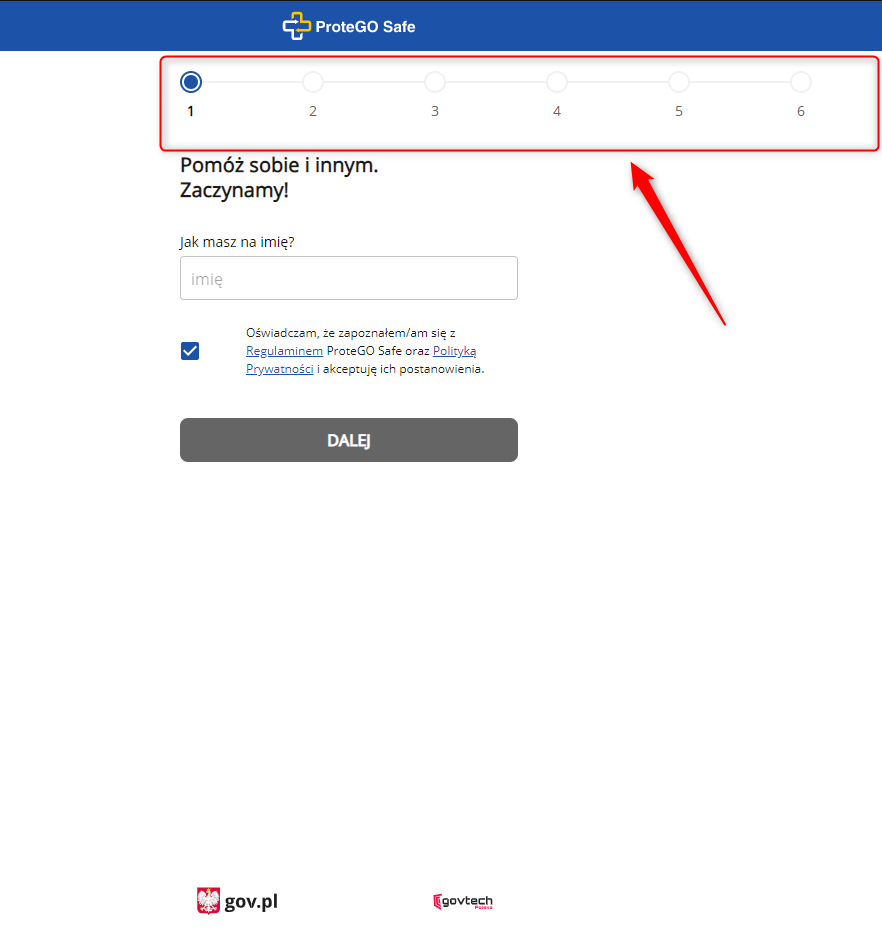 ProteGO Safe
1 2 3 4 5 6
Pomóż sobie i innym.
Zaczynamy!
Jak masz na imię?
imię
Oświadczam, że zapoznałem/am się z
Regulaminem ProteGO Safe oraz Polityką
Prywatności i akceptuję ich postanowienia.
DALEJ
gov.pl
govtech
Polska